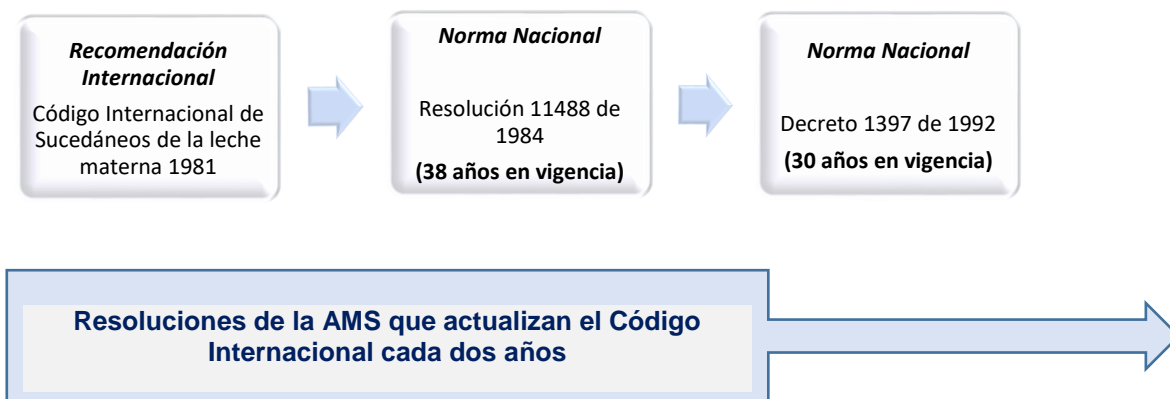 Recomendación
Internacional
Código Internacional de
Sucedáneos de la leche
materna 1981
Norma Nacional
Resolución 11488 de
1984
(38 años en vigencia)
Norma Nacional
Decreto 1397 de 1992
(30 años en vigencia)
Resoluciones de la AMS que actualizan el Código
Internacional cada dos años